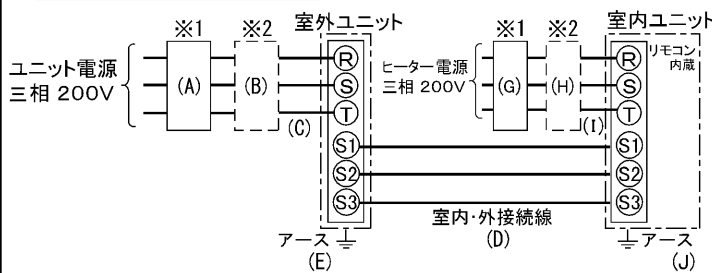 ※1
※2
室外ユニット
ユニット電源
三相 200V
(A)
(B)
(C)
R
S
T
S1
S2
S3
アース
(E)
※1
※2
室内ユニット
ヒーター電源
三相 200V
(G)
(H)
(I)
リモコン
内蔵
R
S
T
S1
S2
S3
室内・外接続線
(D)
アース
(J)